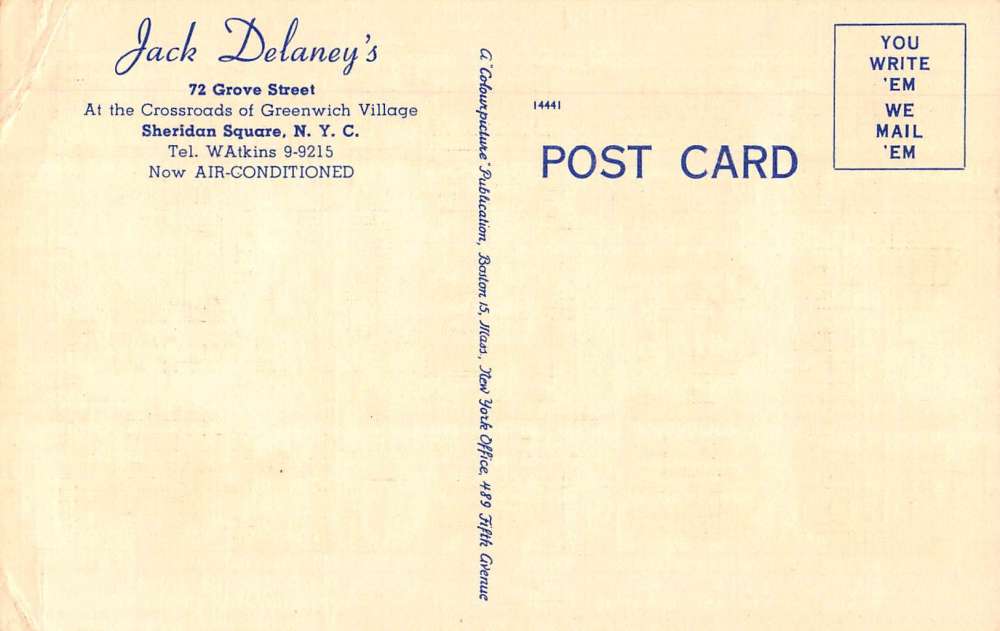 Jack Delaney's
72 Grove Street
At the Crossroads of Greenwich Village
Sheridan Square, N. Y. C.
Tel. WAtkins 9-9215
Now AIR-CONDITIONED
A "Colourpicture" Publication, Boston 15, Mass., New York Office, 489 Fifth Avenue
14441
POST CARD
YOU
WRITE
'EM
WE
MAIL
'EM